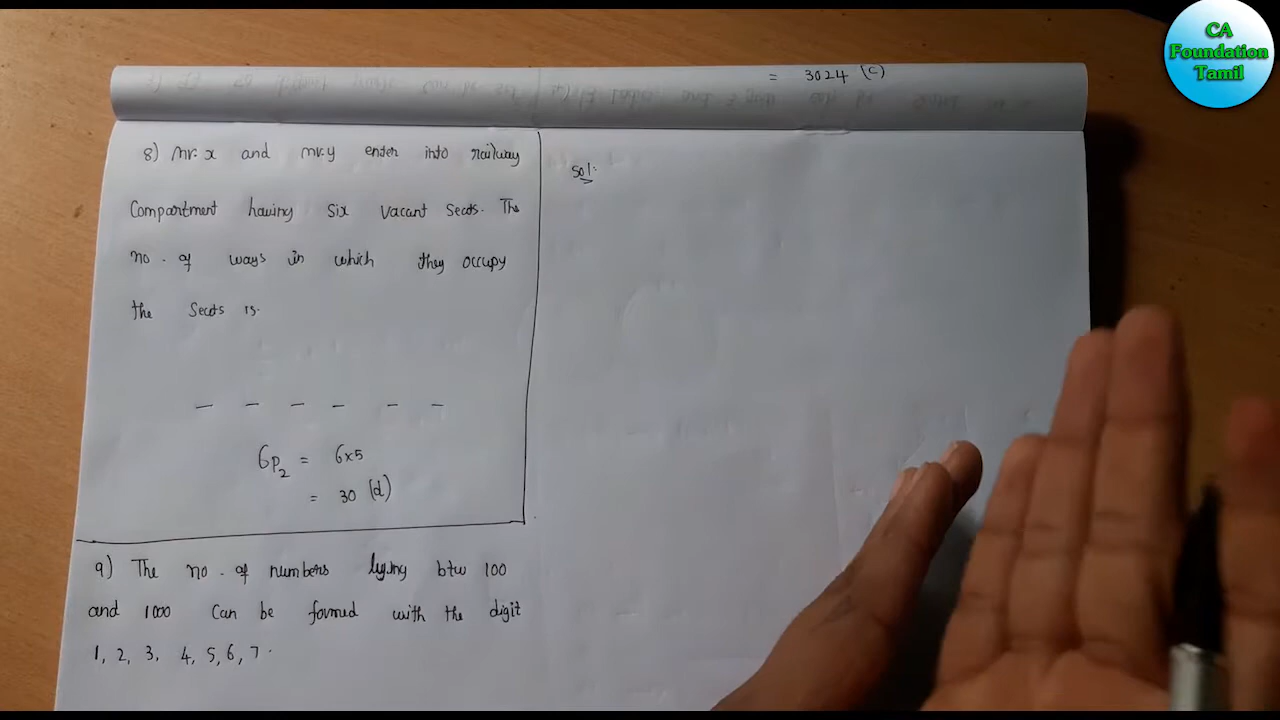 CA
Foundation
Tamil
= 3024 (c)
8) Mr. x and Mr. y enter into railway
Compartment having six vacant seats. The
no. of ways in which they occupy
the seats is.
_ _ _ _ _ _
6P2 = 6x5
= 30 (d)
9) The no. of numbers lying btw 100
and 1000 can be formed with the digit
1, 2, 3, 4, 5, 6, 7.
Sol: